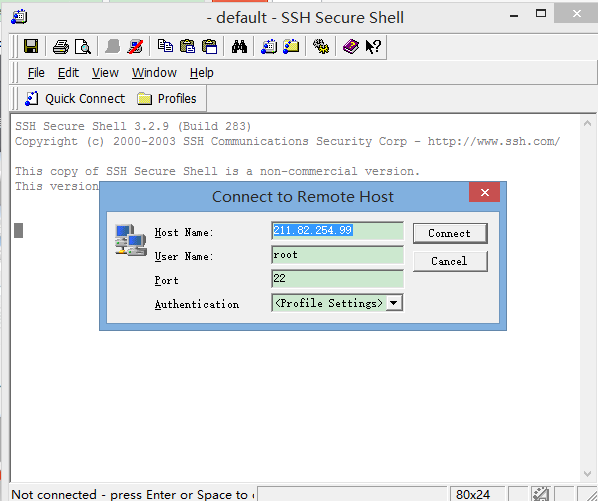 - default - SSH Secure Shell
File Edit View Window Help
Quick Connect Profiles
SSH Secure Shell 3.2.9 (Build 283)
Copyright (c) 2000-2003 SSH Communications Security Corp - http://www.ssh.com/
This copy of SSH Secure Shell is a non-commercial version.
This version
Connect to Remote Host
Host Name: 211.82.254.99 Connect
User Name: root Cancel
Port 22
Authentication <Profile Settings>
Not connected - press Enter or Space to 80x24